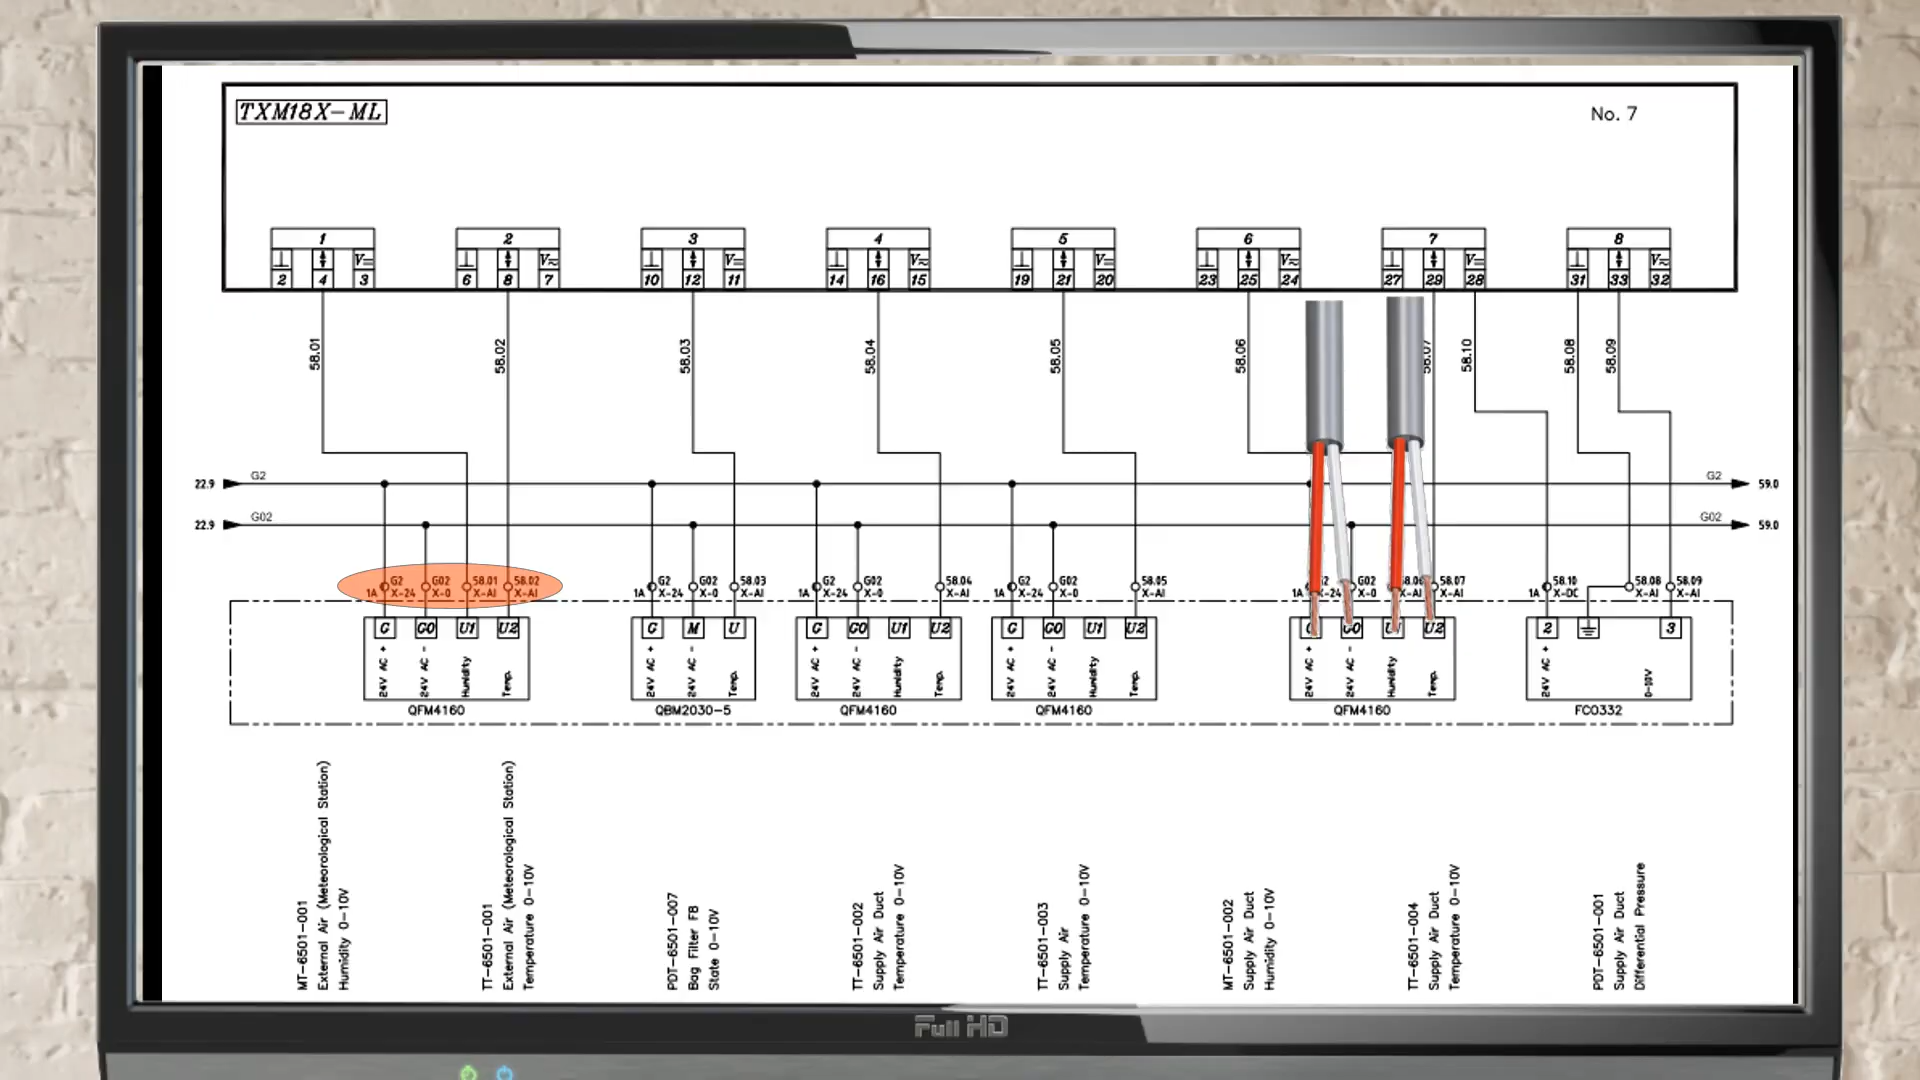 TXM18X-ML
No. 7
1 2 3 4 5 6 7 8
V= V≂ V= V≂ V= V≂ V= V≂
2 4 3 6 8 7 10 12 11 14 16 15 19 21 20 23 25 24 27 29 28 31 33 32
58.01 58.02 58.03 58.04 58.05 58.06 58.10 58.08 58.09
22.9 G2 G2 59.0
22.9 G02 G02 59.0
G2 G02 58.01 58.02 G2 G02 58.03 G2 G02 58.04 G2 G02 58.05 G02 58.07 58.10 58.08 58.09
1A X-24 X-0 X-AI X-AI 1A X-24 X-0 X-AI 1A X-24 X-0 X-AI 1A X-24 X-0 X-AI 1A X-0 X-AI 1A X-DC X-AI X-AI
G G0 U1 U2 G M U G G0 U1 U2 G G0 U1 U2 U2 2 3
24V AC + 24V AC - Humidity Temp. 24V AC + 24V AC - Temp. 24V AC + 24V AC - Humidity Temp. 24V AC + 24V AC - Humidity Temp. 24V AC + 24V AC - Humidity Temp. 24V AC + 0-10V
QFM4160 QBM2030-5 QFM4160 QFM4160 QFM4160 FC0332
MT-6501-001
External Air (Meteorological Station)
Humidity 0-10V
TT-6501-001
External Air (Meteorological Station)
Temperature 0-10V
PDT-6501-007
Bag Filter FB
State 0-10V
TT-6501-002
Supply Air Duct
Temperature 0-10V
TT-6501-003
Supply Air
Temperature 0-10V
MT-6501-002
Supply Air Duct
Humidity 0-10V
TT-6501-004
Supply Air Duct
Temperature 0-10V
PDT-6501-001
Supply Air Duct
Differential Pressure
Full HD